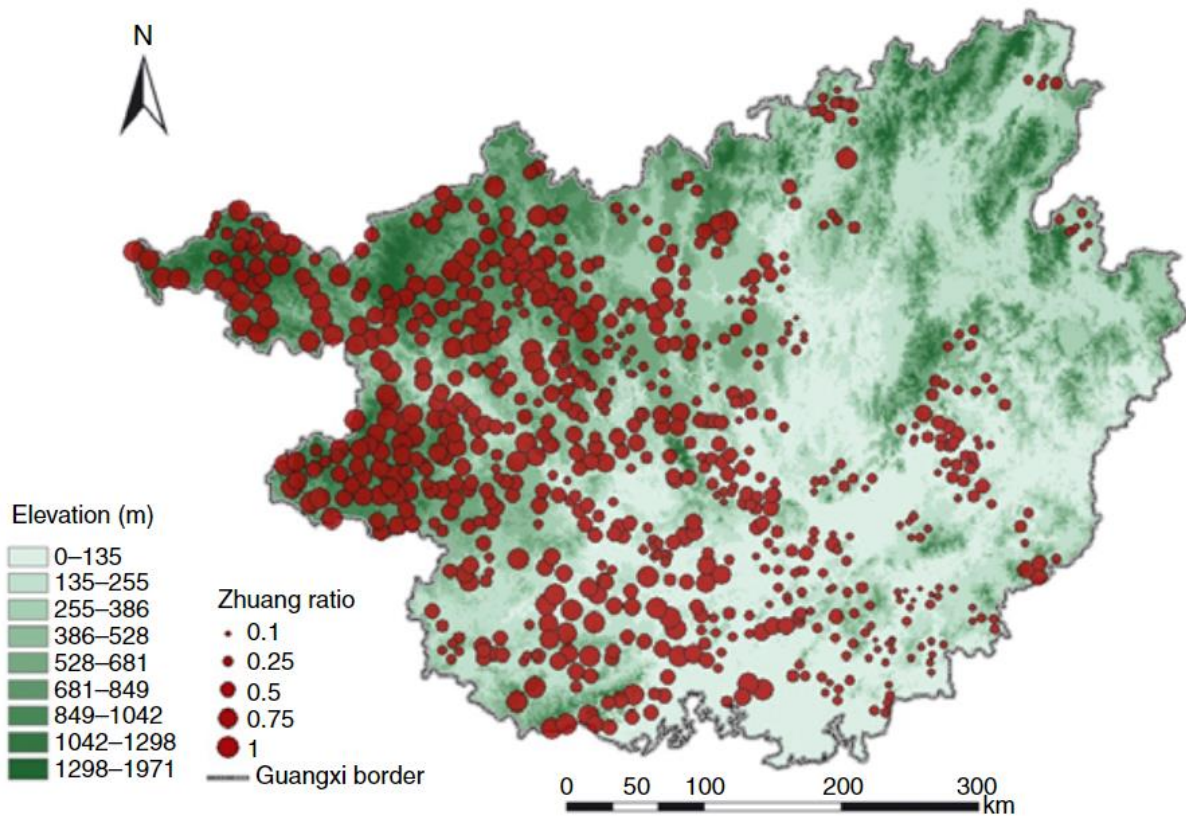 N
Elevation (m)
0–135
135–255
255–386
386–528
528–681
681–849
849–1042
1042–1298
1298–1971
Zhuang ratio
0.1
0.25
0.5
0.75
1
Guangxi border
0 50 100 200 300
km